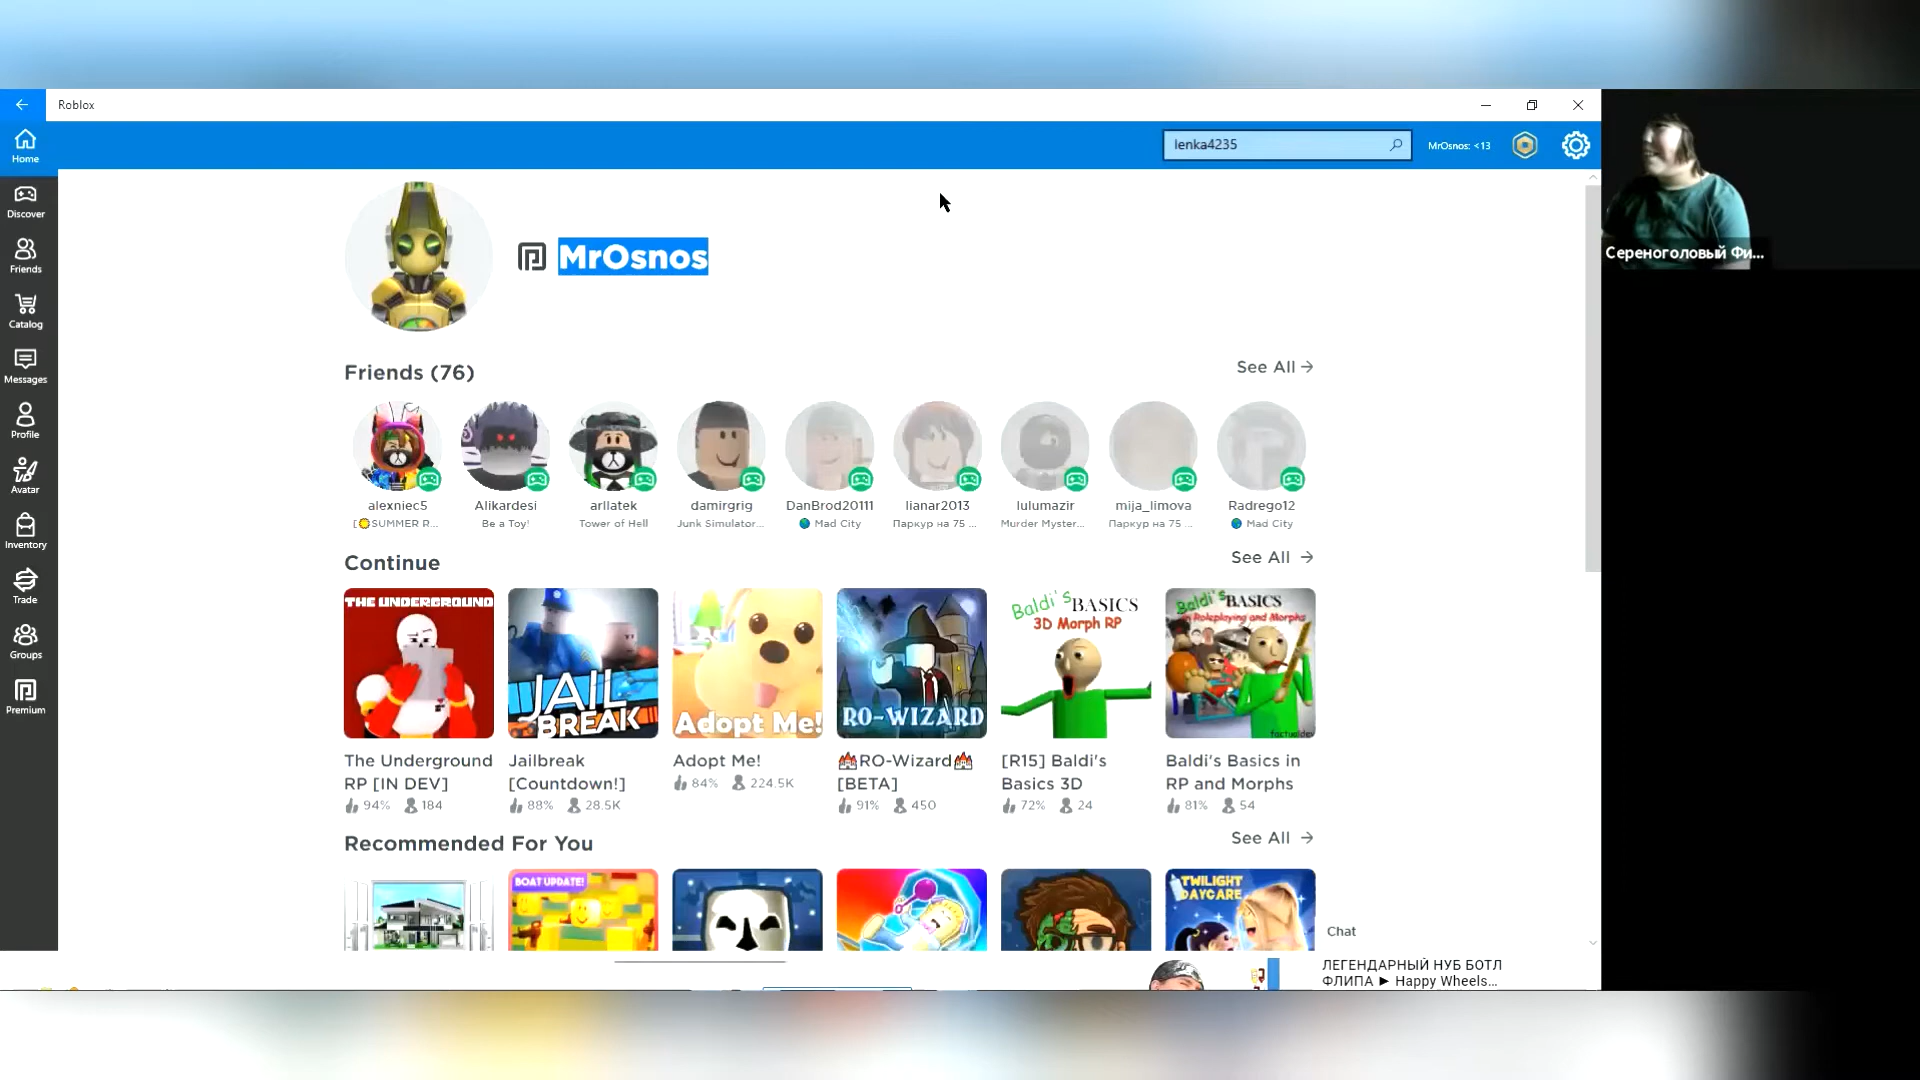 Roblox
lenka4235
MrOsnos: <13
Home
Discover
Friends
Catalog
Messages
Profile
Avatar
Inventory
Trade
Groups
Premium
MrOsnos
Сереноголовый Фи...
Friends (76)
See All
alexniec5
Alikardesi
arllatek
damirgrig
DanBrod20111
lianar2013
lulumazir
mija_limova
Radrego12
[🌞SUMMER R...
Be a Toy!
Tower of Hell
Junk Simulator...
Mad City
Паркур на 75 ...
Murder Myster...
Паркур на 75 ...
Mad City
Continue
See All
THE UNDERGROUND
JAIL
BREAK
Adopt Me!
RO-WIZARD
Baldi's BASICS
3D Morph RP
Baldi's BASICS
in Roleplaying and Morphs
factualdev
The Underground
RP [IN DEV]
94% 184
Jailbreak
[Countdown!]
88% 28.5K
Adopt Me!
84% 224.5K
🏰RO-Wizard🏰
[BETA]
91% 450
[R15] Baldi's
Basics 3D
72% 24
Baldi's Basics in
RP and Morphs
81% 54
Recommended For You
See All
BOAT UPDATE!
TWILIGHT
DAYCARE
Chat
ЛЕГЕНДАРНЫЙ НУБ БОТЛ
ФЛИПА ► Happy Wheels...